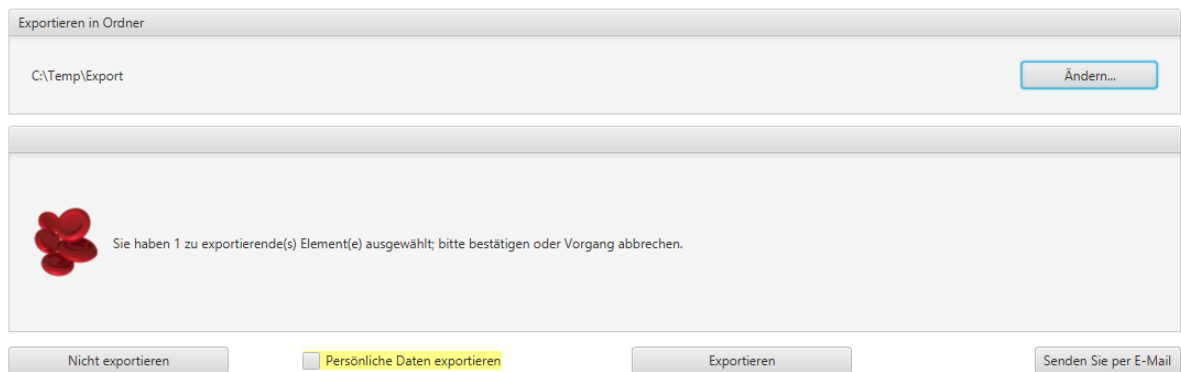 Exportieren in Ordner
C:\Temp\Export
Ändern...
Sie haben 1 zu exportierende(s) Element(e) ausgewählt; bitte bestätigen oder Vorgang abbrechen.
Nicht exportieren
Persönliche Daten exportieren
Exportieren
Senden Sie per E-Mail